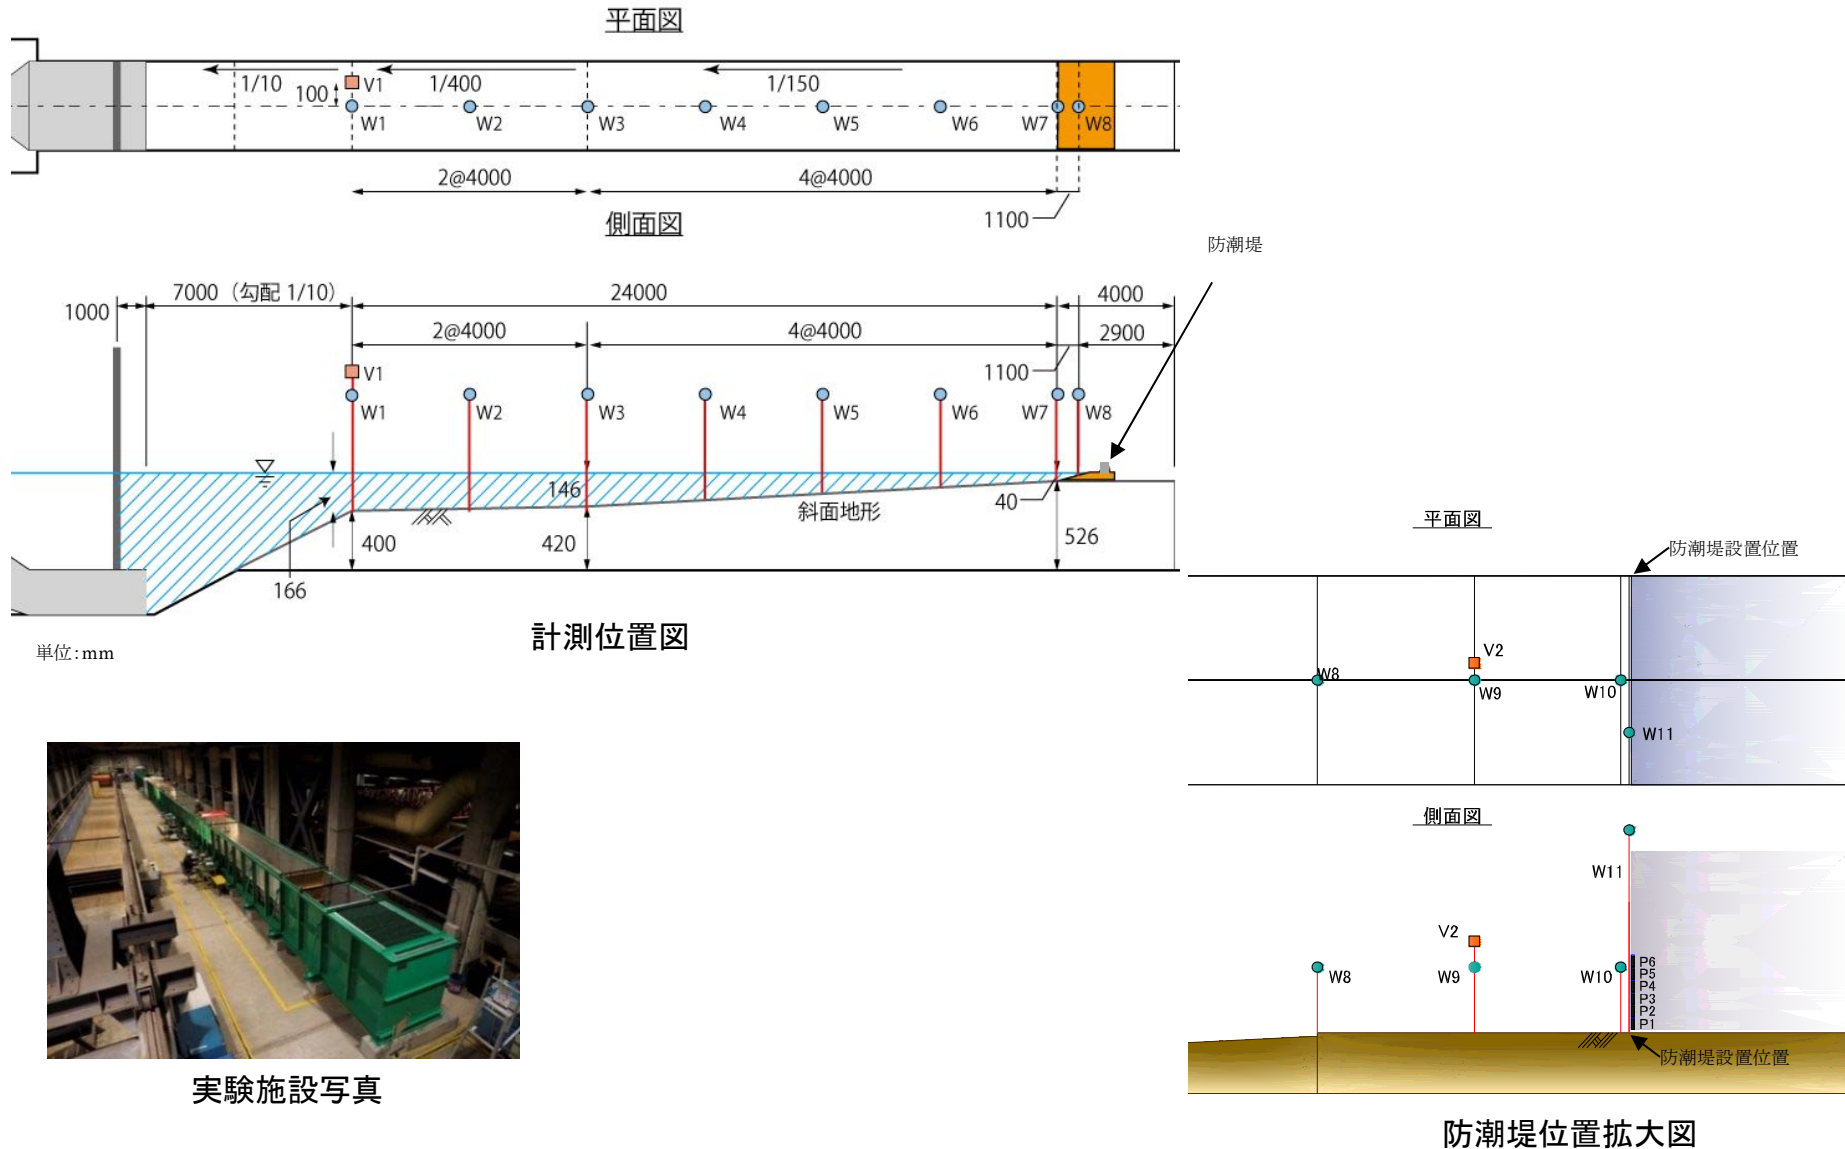 平面図
1/10
1/400
1/150
100
V1
W1
W2
W3
W4
W5
W6
W7
W8
2@4000
4@4000
1100
側面図
防潮堤
1000
7000（勾配 1/10）
24000
4000
2@4000
4@4000
2900
1100
V1
W1
W2
W3
W4
W5
W6
W7
W8
146
40
斜面地形
400
420
526
166
計測位置図
単位:mm
実験施設写真
平面図
防潮堤設置位置
V2
W8
W9
W10
W11
側面図
W11
V2
W8
W9
W10
P6
P5
P4
P3
P2
P1
防潮堤設置位置
防潮堤位置拡大図